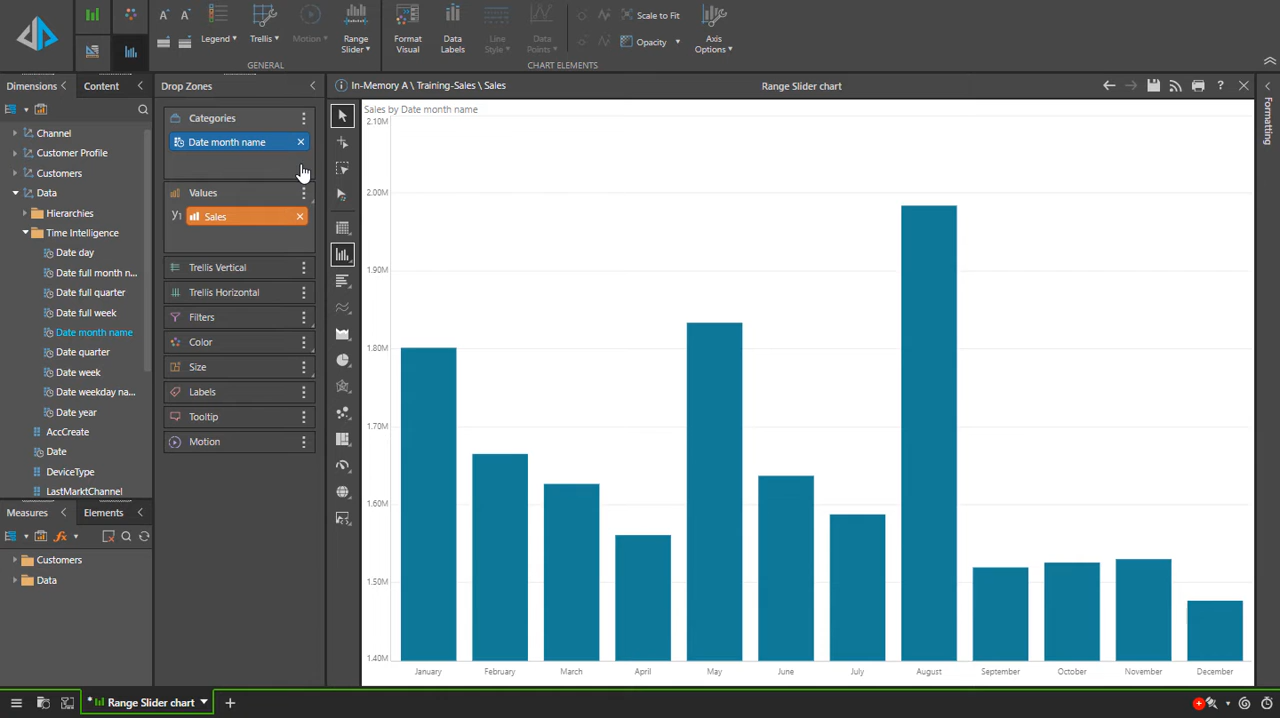 Legend
Trellis
Motion
Range
Slider
GENERAL
Format
Visual
Data
Labels
Line
Style
Data
Points
Scale to Fit
Opacity
Axis
Options
CHART ELEMENTS
Dimensions
Content
Channel
Customer Profile
Customers
Data
Hierarchies
Time Intelligence
Date day
Date full month n...
Date full quarter
Date full week
Date month name
Date quarter
Date week
Date weekday na...
Date year
AccCreate
Date
DeviceType
LastMarktChannel
Measures
Elements
Customers
Data
Drop Zones
Categories
Date month name
Values
y1 Sales
Trellis Vertical
Trellis Horizontal
Filters
Color
Size
Labels
Tooltip
Motion
In-Memory A \ Training-Sales \ Sales
Range Slider chart
Sales by Date month name
2.10M
2.00M
1.90M
1.80M
1.70M
1.60M
1.50M
1.40M
January February March April May June July August September October November December
Formatting
* Range Slider chart